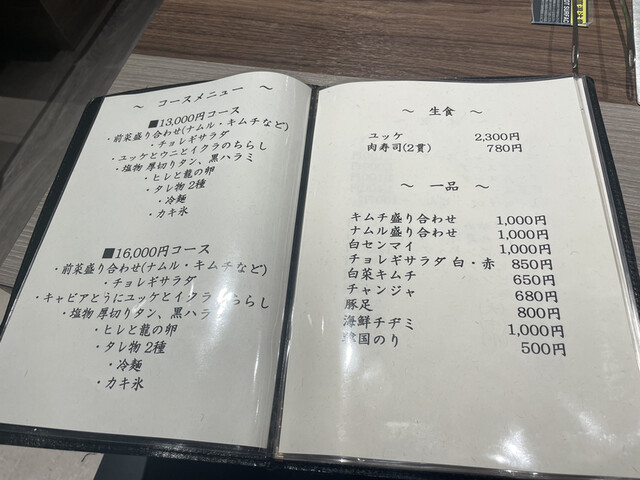 ～ コースメニュー ～
■13,000円コース
・前菜盛り合わせ(ナムル・キムチなど)
・チョレギサラダ
・ユッケとウニとイクラのちらし
・塩物 厚切りタン、黒ハラミ
・ヒレと龍の卵
・タレ物 2種
・冷麺
・カキ氷
■16,000円コース
・前菜盛り合わせ(ナムル・キムチなど)
・チョレギサラダ
・キャビアとうにユッケとイクラ ちらし
・塩物 厚切りタン、黒ハラ
・ヒレと龍の卵
・タレ物 2種
・冷麺
・カキ氷
～ 生食 ～
ユッケ 2,300円
肉寿司(2貫) 780円
～ 一品 ～
キムチ盛り合わせ 1,000円
ナムル盛り合わせ 1,000円
白センマイ 1,000円
チョレギサラダ 白・赤 850円
白菜キムチ 650円
チャンジャ 680円
豚足 800円
海鮮チヂミ 1,000円
韓国のり 500円